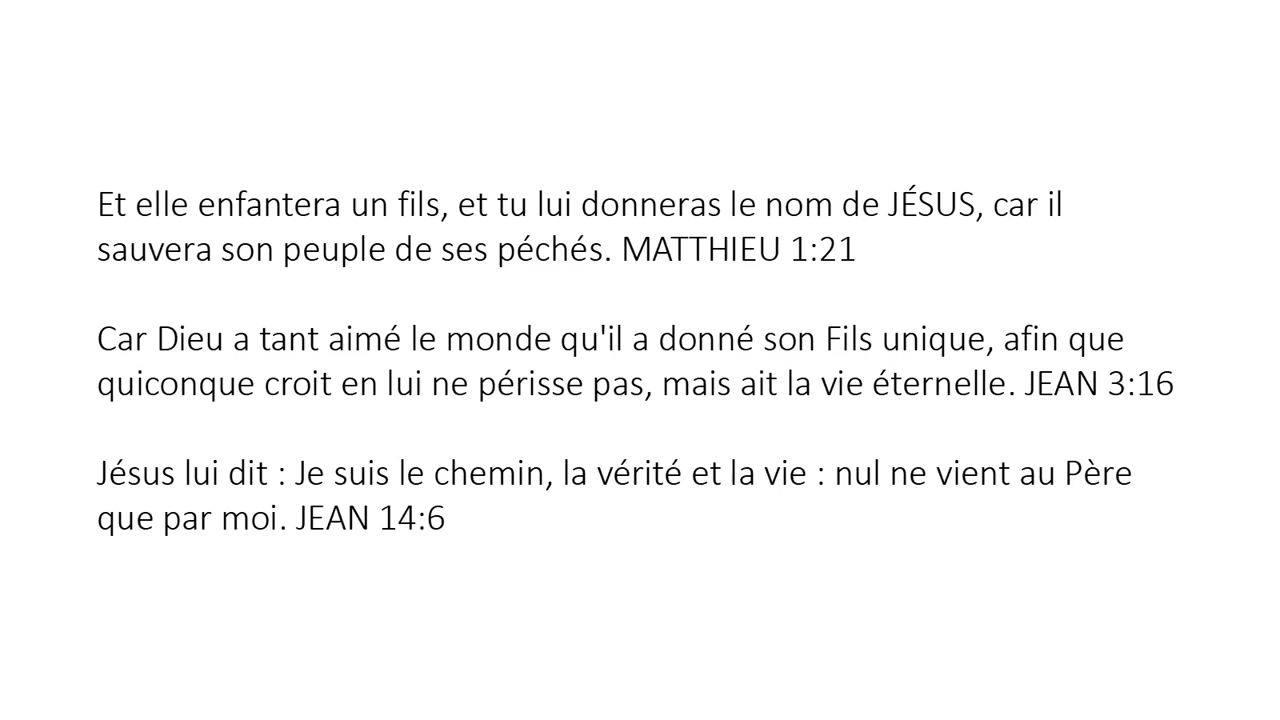 Et elle enfantera un fils, et tu lui donneras le nom de JÉSUS, car il
sauvera son peuple de ses péchés. MATTHIEU 1:21
Car Dieu a tant aimé le monde qu'il a donné son Fils unique, afin que
quiconque croit en lui ne périsse pas, mais ait la vie éternelle. JEAN 3:16
Jésus lui dit : Je suis le chemin, la vérité et la vie : nul ne vient au Père
que par moi. JEAN 14:6